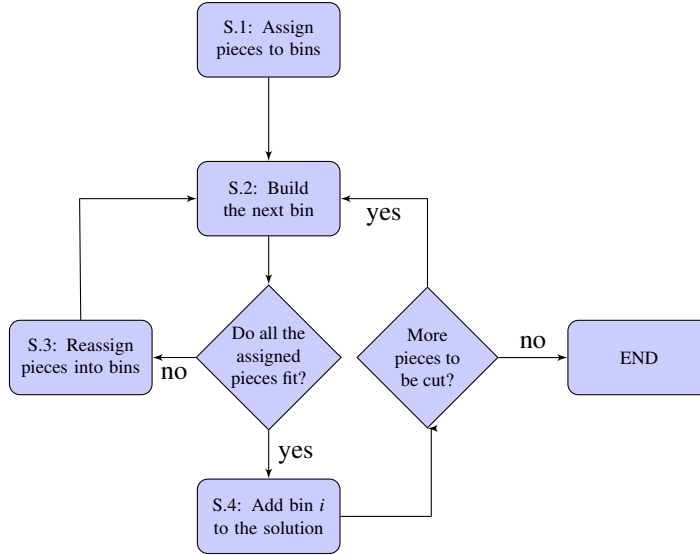 S.1: Assign
pieces to bins
S.2: Build
the next bin
yes
Do all the
assigned
pieces fit?
More
pieces to
be cut?
no
END
S.3: Reassign
pieces into bins
no
yes
S.4: Add bin i
to the solution